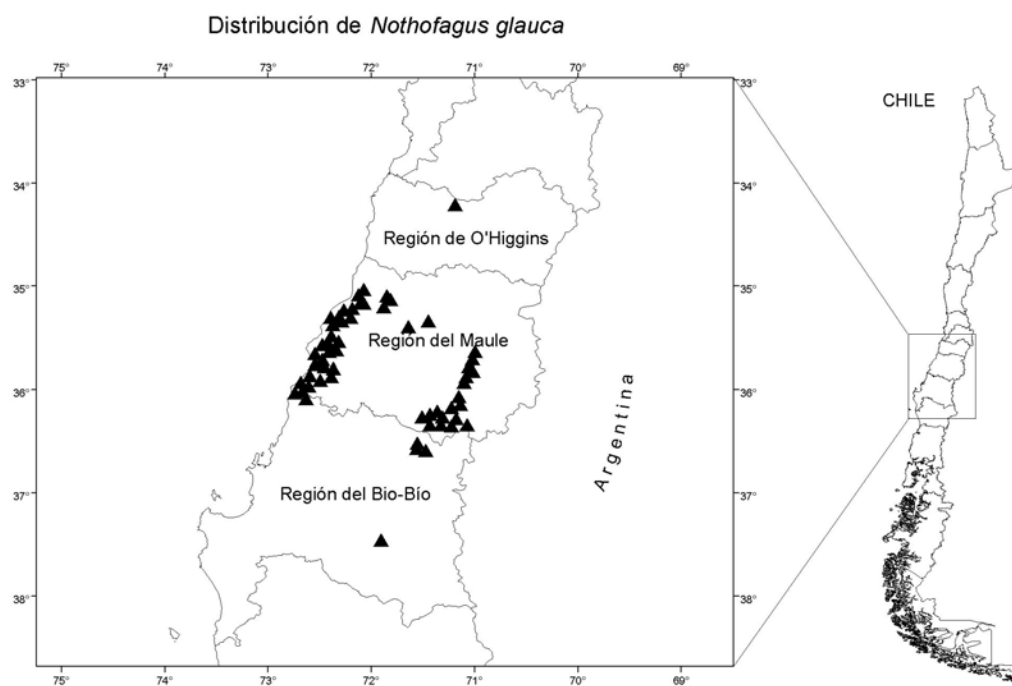 Distribución de Nothofagus glauca
75° 74° 73° 72° 71° 70° 69°
33° 33°
CHILE
34° 34°
Región de O'Higgins
35° 35°
Región del Maule
36° 36°
Argentina
37° 37°
Región del Bio-Bío
38° 38°
75° 74° 73° 72° 71° 70° 69°